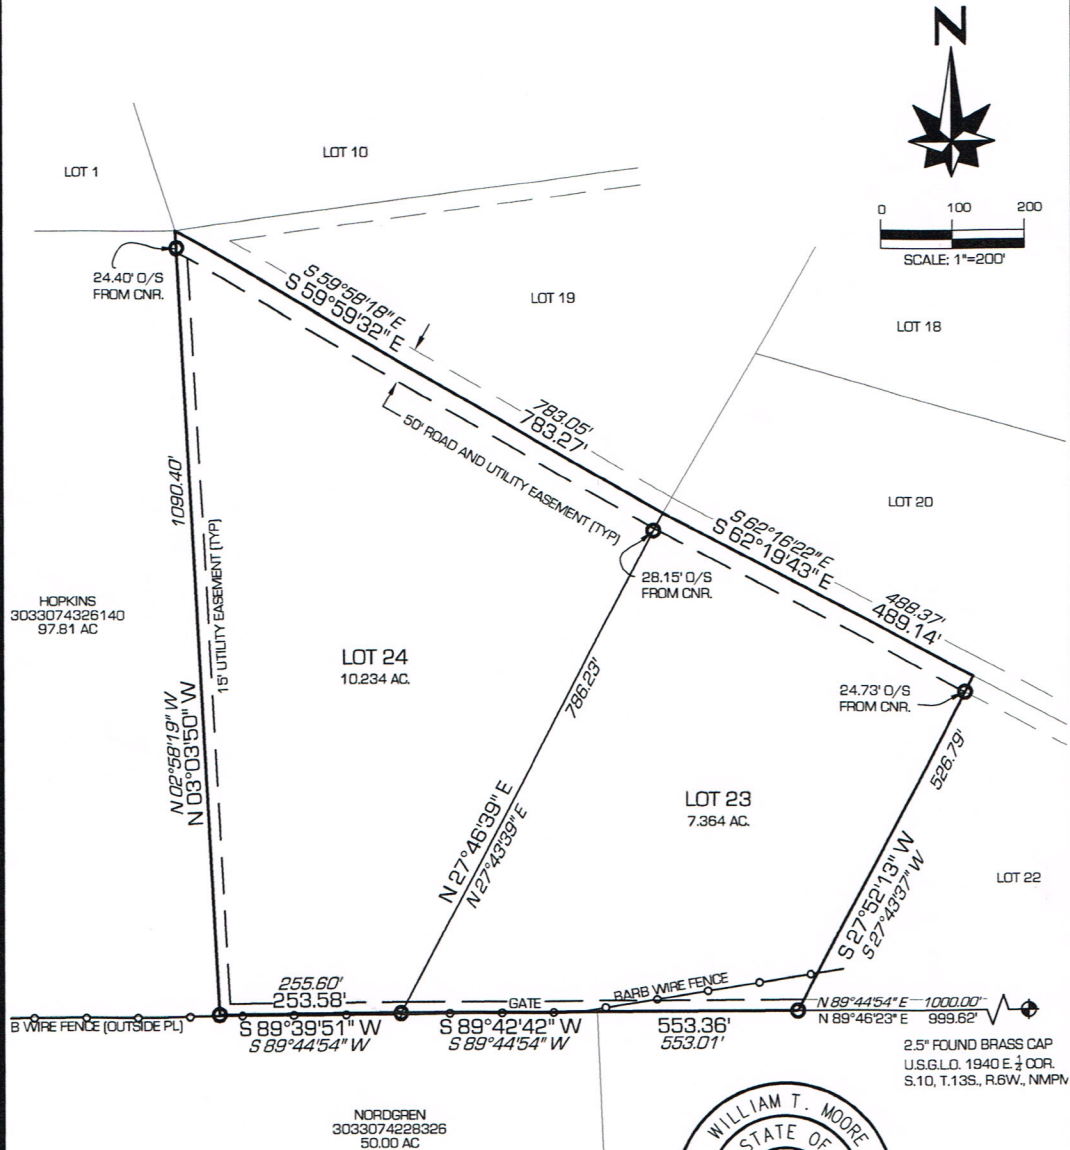 N
LOT 1
LOT 10
0 100 200
SCALE: 1"=200'
24.40' O/S
FROM CNR.
S 59°58'18" E
S 59°59'32" E
LOT 19
LOT 18
783.05'
783.27'
50' ROAD AND UTILITY EASEMENT (TYP)
1090.40'
15' UTILITY EASEMENT (TYP)
LOT 20
S 62°16'22" E
S 62°19'43" E
28.15' O/S
FROM CNR.
488.37'
489.14'
HOPKINS
3033074326140
97.81 AC
LOT 24
10.234 AC.
786.23'
24.73' O/S
FROM CNR.
N 02°58'19" W
N 03°03'50" W
526.79'
LOT 23
7.364 AC.
N 27°46'39" E
N 27°43'39" E
S 27°52'13" W
S 27°43'37" W
LOT 22
255.60'
253.58'
GATE
BARB WIRE FENCE
N 89°44'54" E 1000.00'
N 89°46'23" E 999.62'
B WIRE FENCE (OUTSIDE PL)
S 89°39'51" W
S 89°44'54" W
S 89°42'42" W
S 89°44'54" W
553.36'
553.01'
2.5" FOUND BRASS CAP
U.S.G.L.O. 1940 E ¼ COR.
S.10, T.13S., R.6W., NMPM
NORDGREN
3033074228326
50.00 AC
WILLIAM T. MOORE
STATE OF